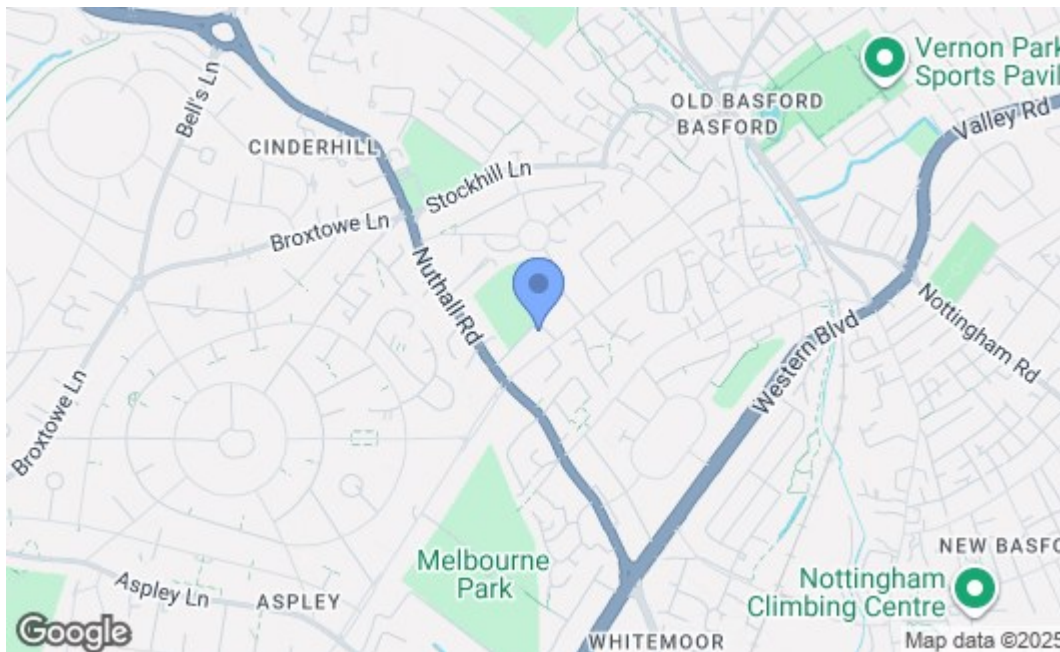 Vernon Park
Sports Pavil
Bell's Ln
OLD BASFORD
BASFORD
Valley Rd
CINDERHILL
Stockhill Ln
Broxtowe Ln
Nuthall Rd
Nottingham Rd
Western Blvd
Broxtowe Ln
Melbourne
Park
NEW BASFO
Nottingham
Climbing Centre
Aspley Ln
ASPLEY
WHITEMOOR
Google
Map data ©2025